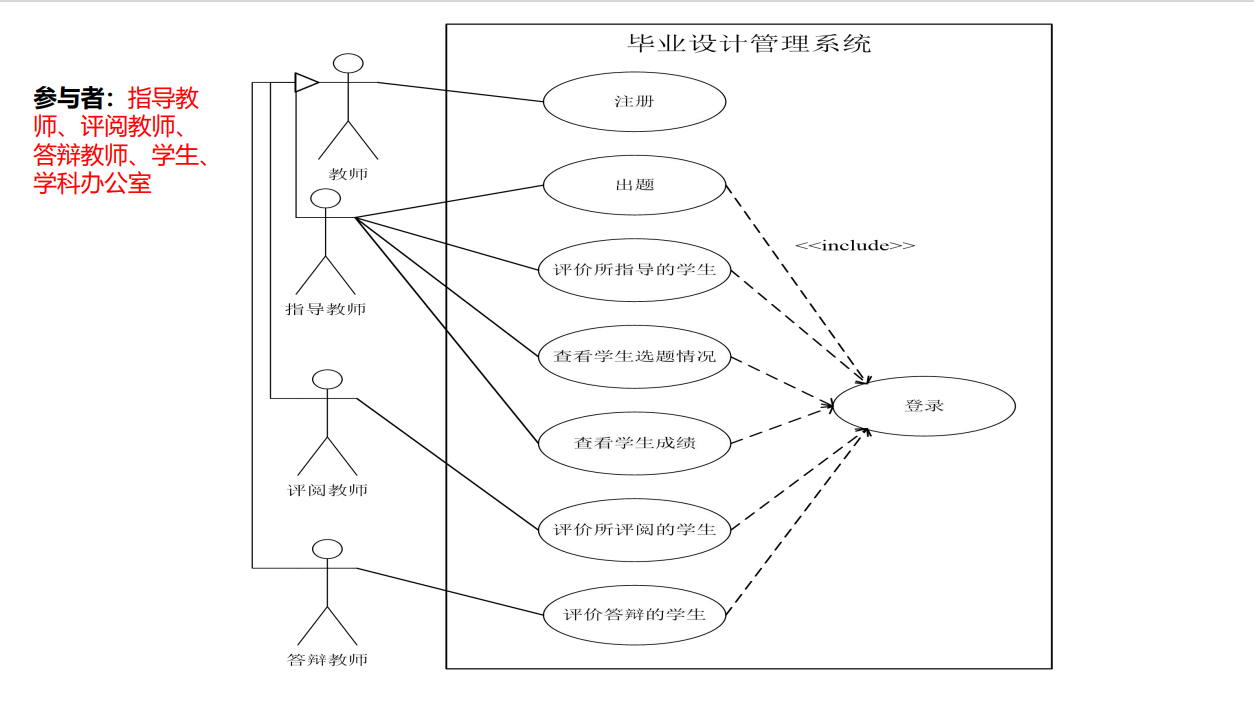 参与者：指导教
师、评阅教师、
答辩教师、学生、
学科办公室
毕业设计管理系统
教师
注册
指导教师
出题
<<include>>
评价所指导的学生
查看学生选题情况
登录
查看学生成绩
评阅教师
评价所评阅的学生
评价答辩的学生
答辩教师